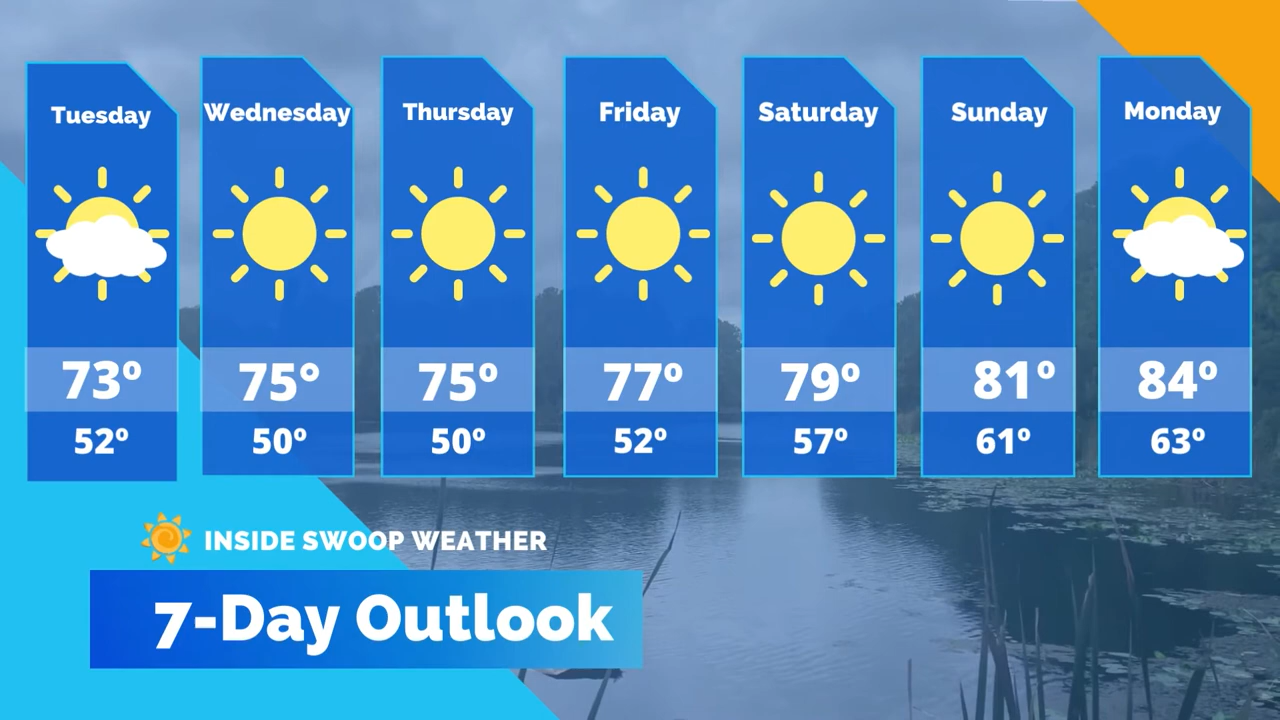 Tuesday
Wednesday
Thursday
Friday
Saturday
Sunday
Monday
73º
75°
75º
77º
79º
81º
84º
52º
50º
50º
52º
57º
61º
63º
INSIDE SWOOP WEATHER
7-Day Outlook